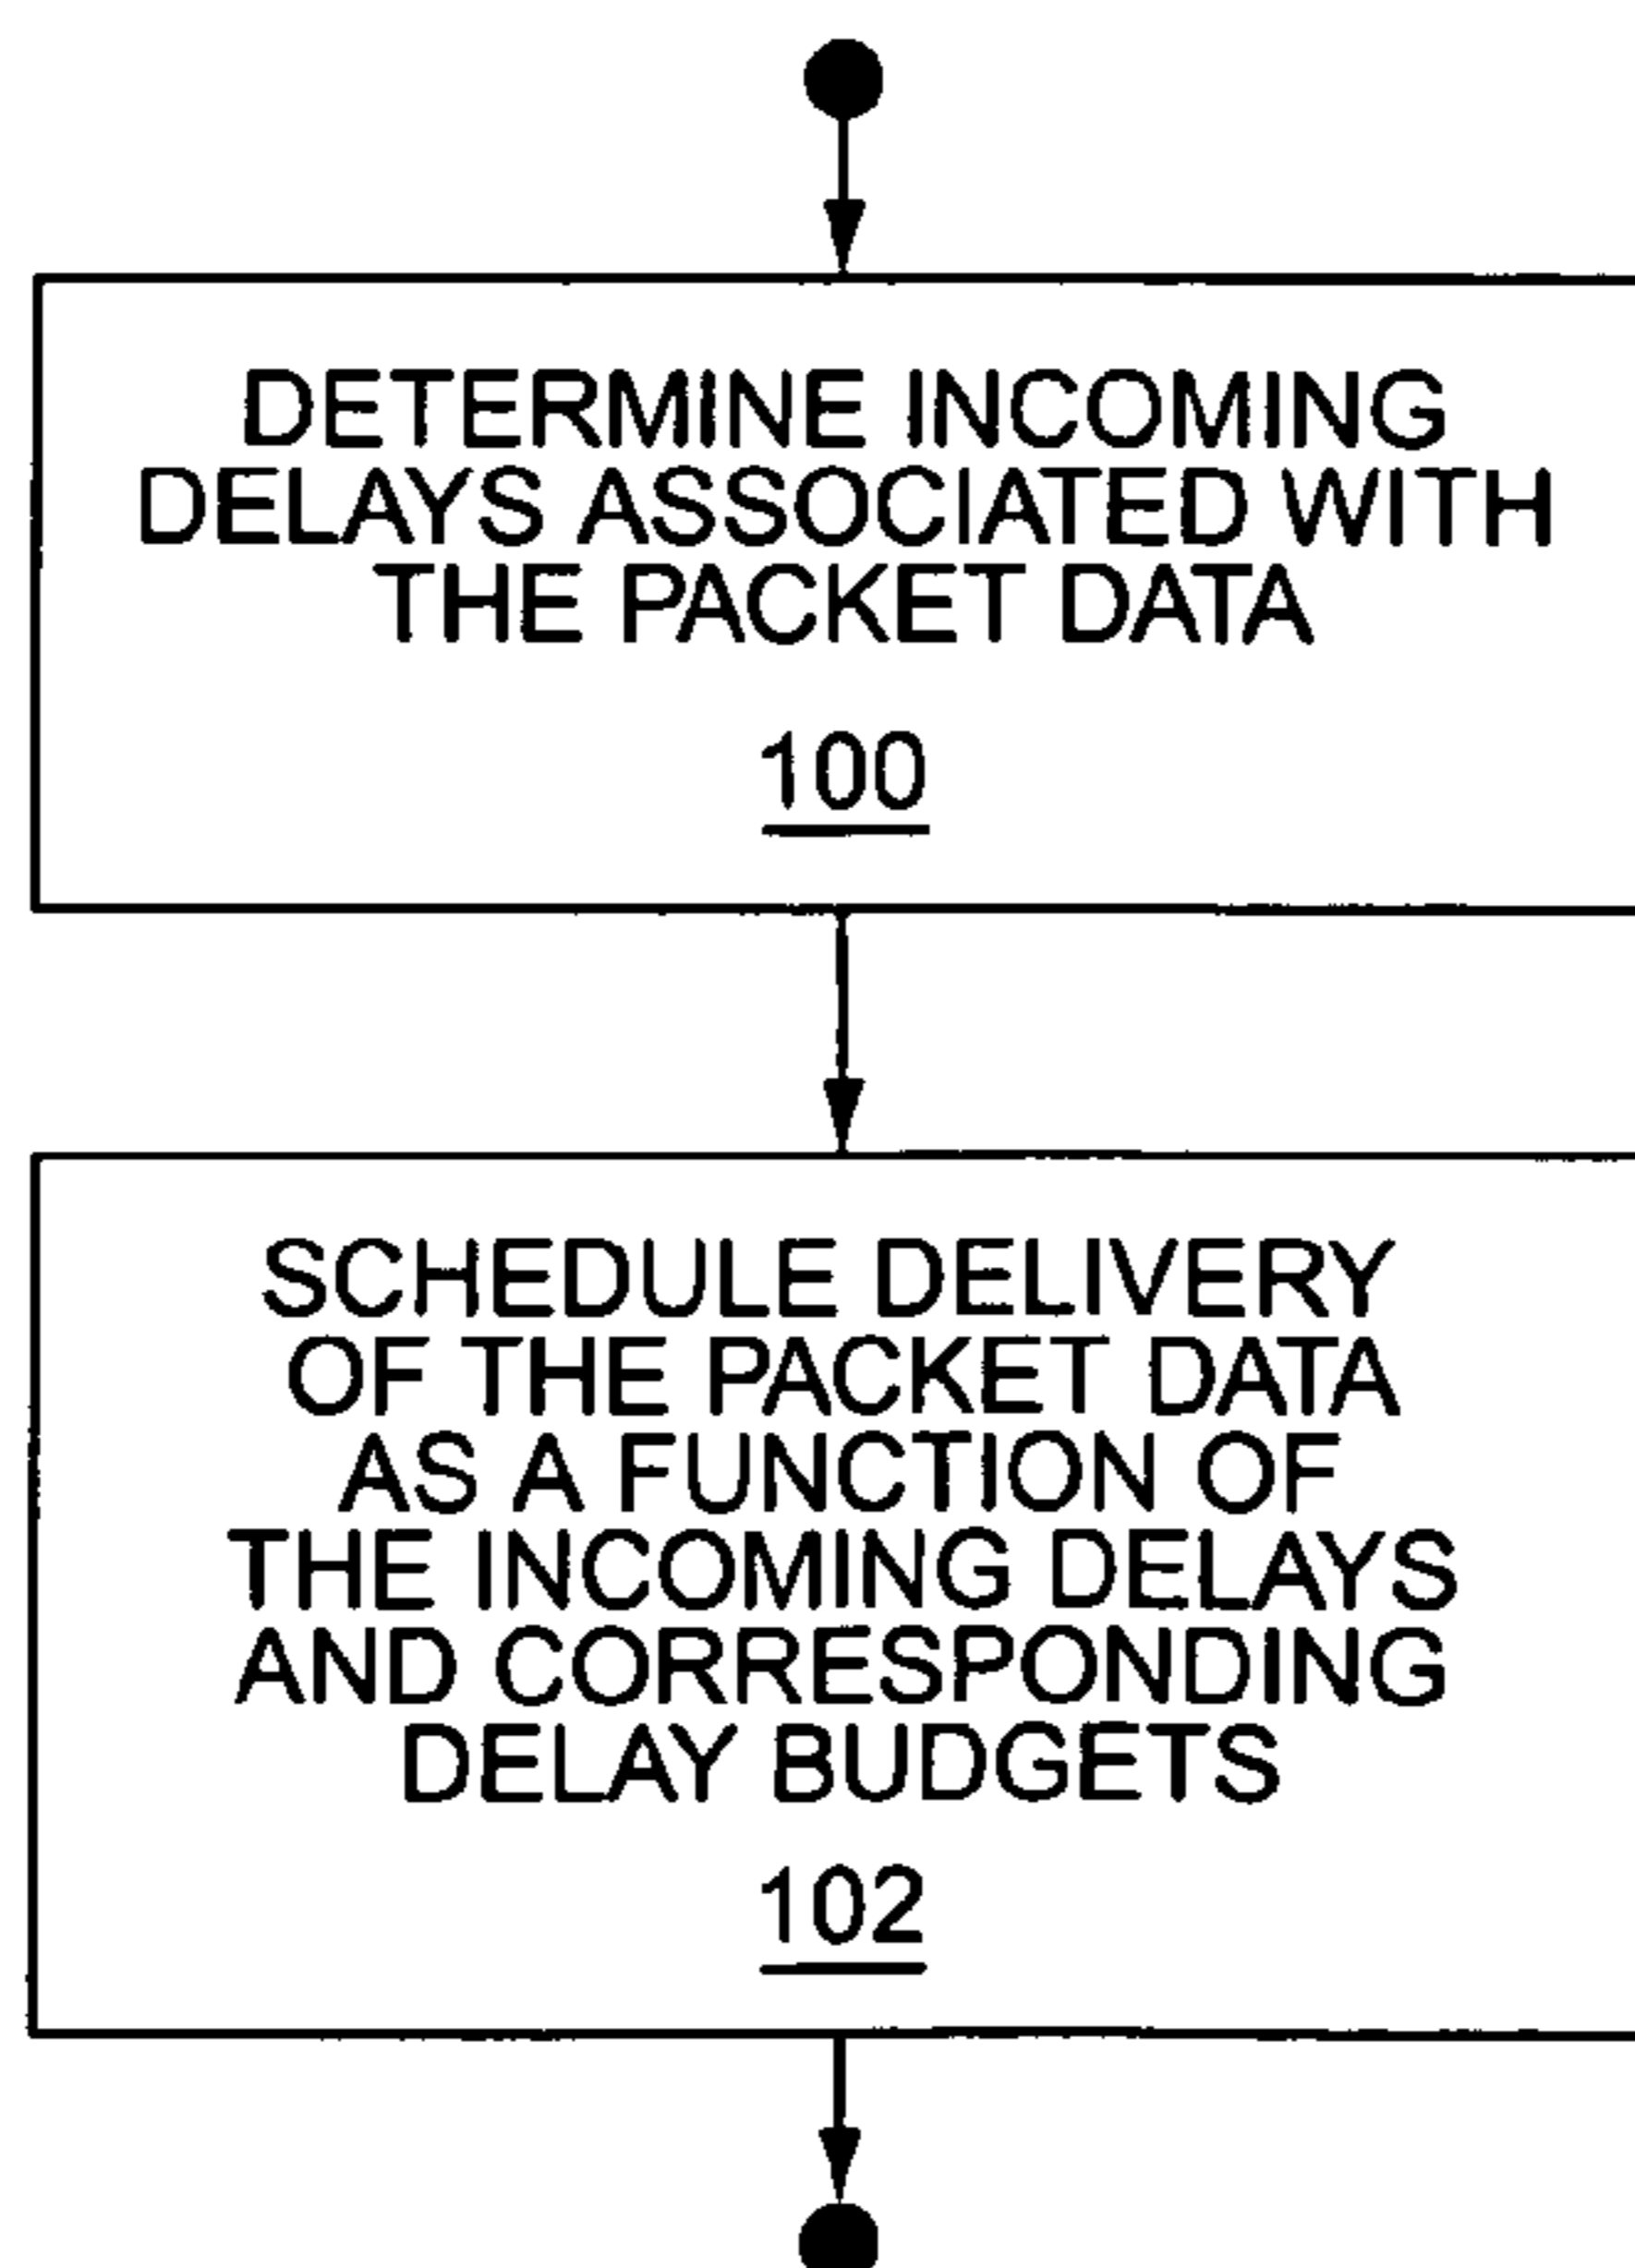 DETERMINE INCOMING
DELAYS ASSOCIATED WITH
THE PACKET DATA
100
SCHEDULE DELIVERY
OF THE PACKET DATA
AS A FUNCTION OF
THE INCOMING DELAYS
AND CORRESPONDING
DELAY BUDGETS
102